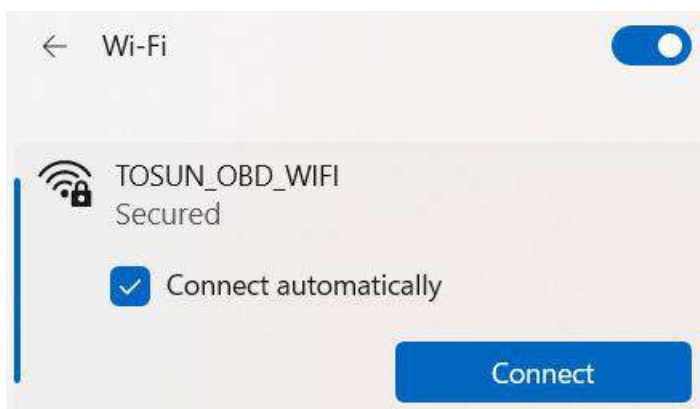 Wi-Fi
TOSUN_OBD_WIFI
Secured
Connect automatically
Connect